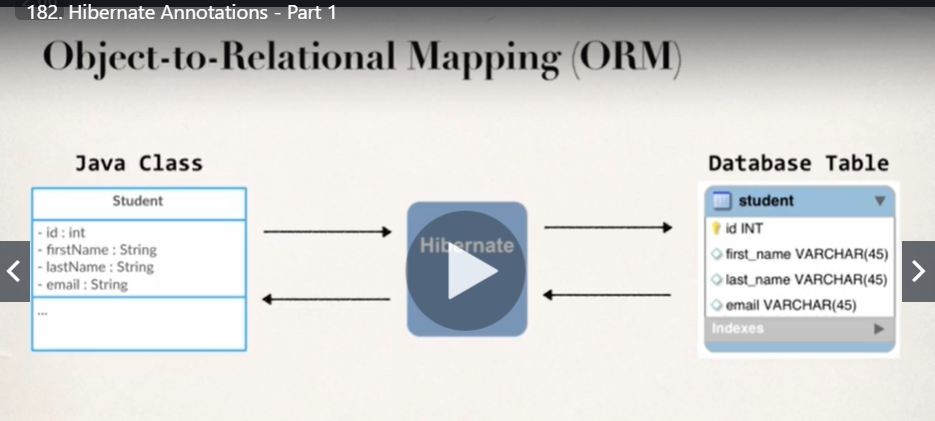 182. Hibernate Annotations - Part 1
Object-to-Relational Mapping (ORM)
Java Class
Student
- id : int
- firstName : String
- lastName : String
- email : String
...
Hibernate
Database Table
student
id INT
first_name VARCHAR(45)
last_name VARCHAR(45)
email VARCHAR(45)
Indexes